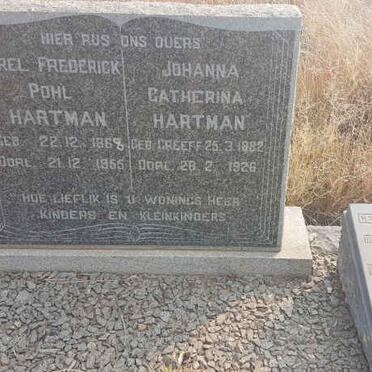 HIER RUS ONS OUERS
REL FREDERICK
POHL
HARTMAN
GEB 22.12.1868
OORL. 21.12.1955
JOHANNA
CATHERINA
HARTMAN
GEB GREEFF 25.3.1882
OORL. 28.2.1926
HOE LIEFLIK IS U WONINGS HEER
KINDERS EN KLEINKINDERS